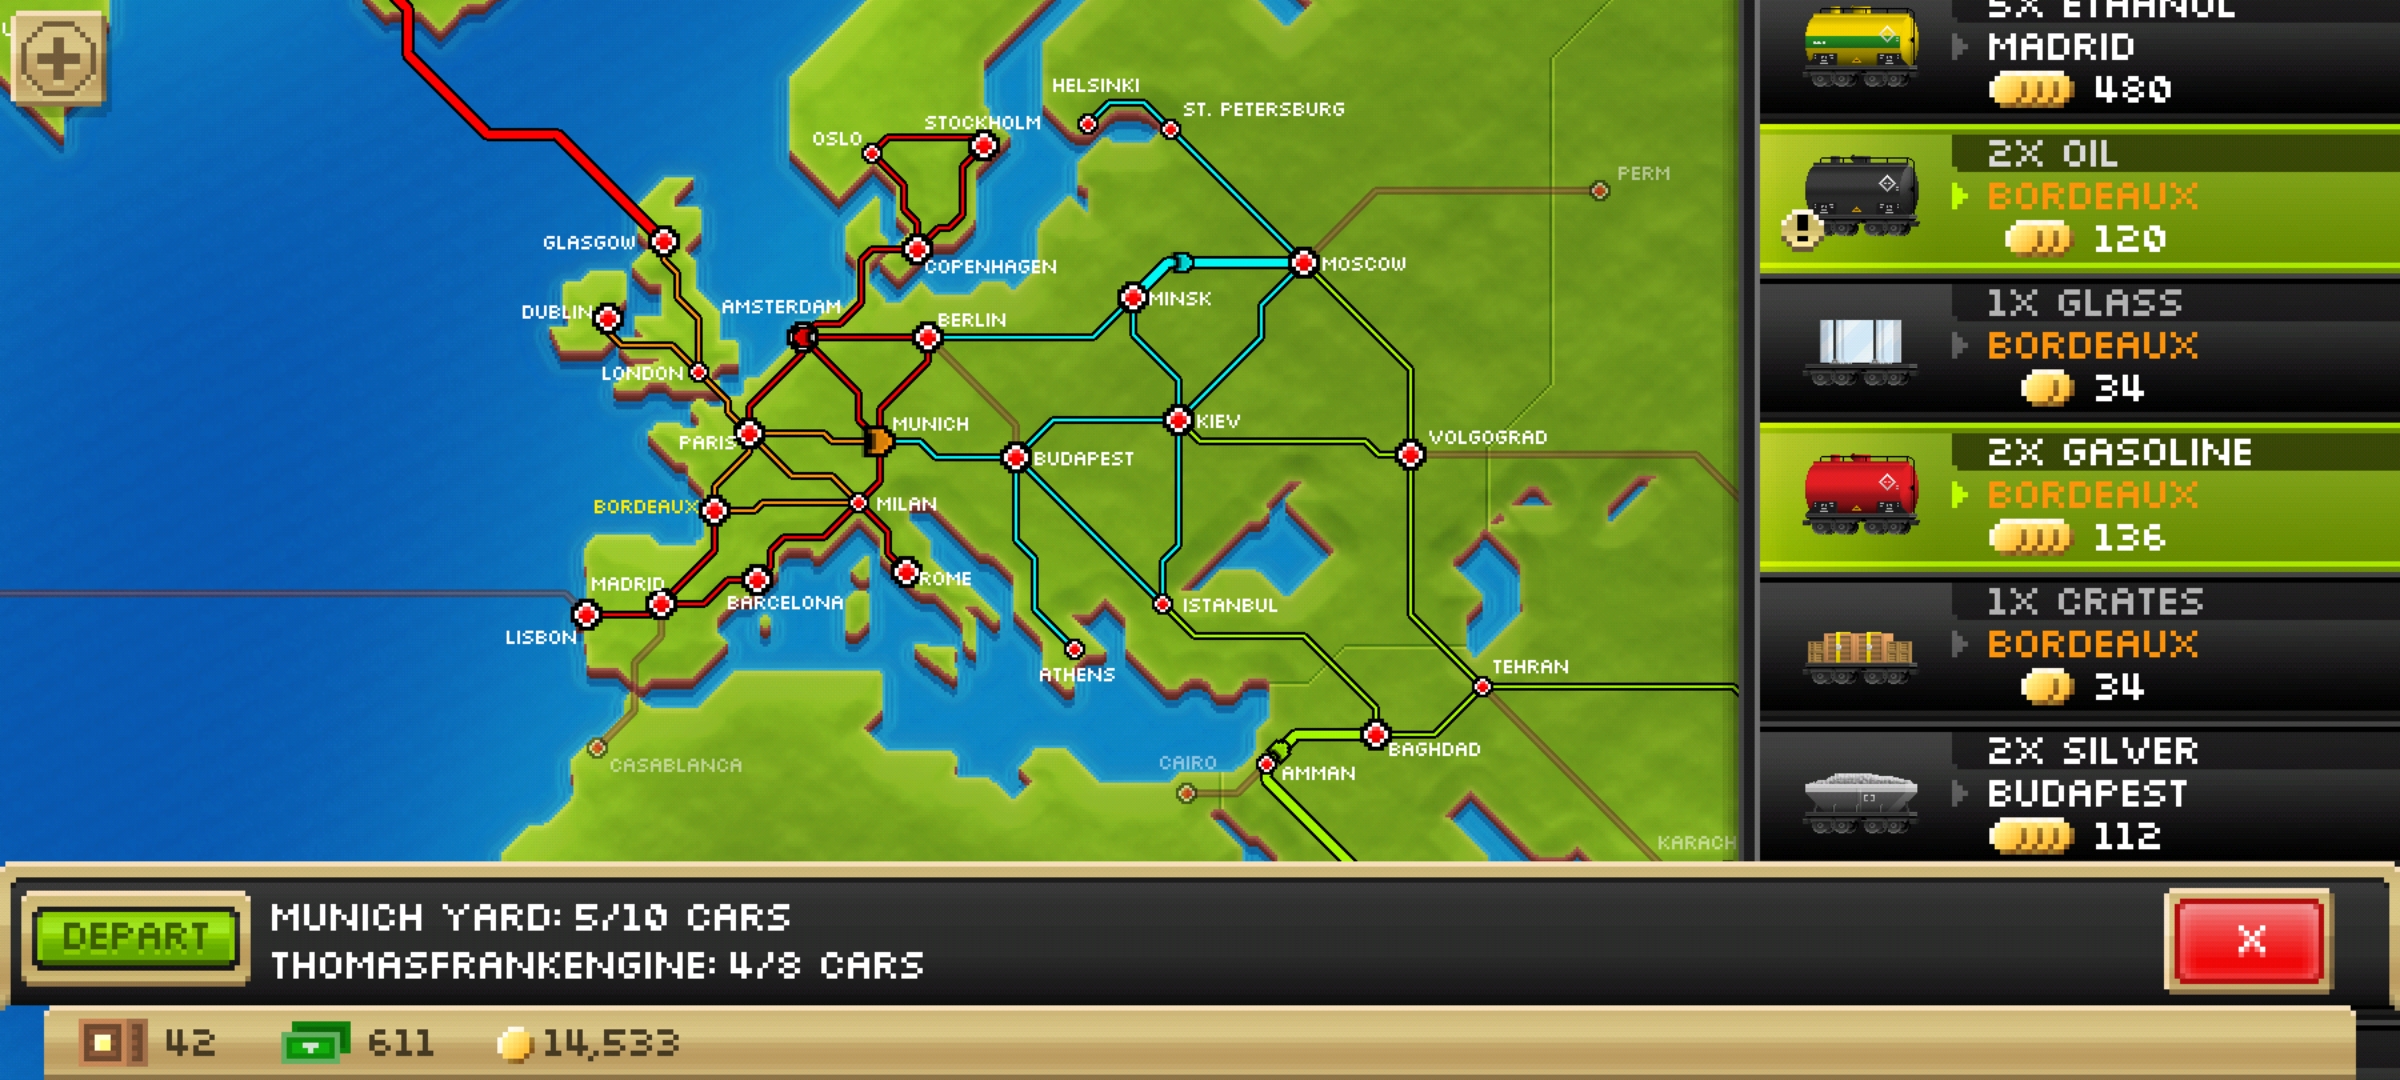 HELSINKI
ST. PETERSBURG
STOCKHOLM
OSLO
PERM
GLASGOW
COPENHAGEN
MOSCOW
MINSK
DUBLIN
AMSTERDAM
BERLIN
LONDON
MUNICH
KIEV
VOLGOGRAD
PARIS
BUDAPEST
BORDEAUX
MILAN
MADRID
ROME
BARCELONA
ISTANBUL
LISBON
ATHENS
TEHRAN
CASABLANCA
CAIRO
BAGHDAD
AMMAN
KARACH
5X ETHANOL
MADRID
480
2X OIL
BORDEAUX
120
1X GLASS
BORDEAUX
34
2X GASOLINE
BORDEAUX
136
1X CRATES
BORDEAUX
34
2X SILVER
BUDAPEST
112
DEPART
MUNICH YARD: 5/10 CARS
THOMASFRANKENGINE: 4/8 CARS
X
42
611
14,533